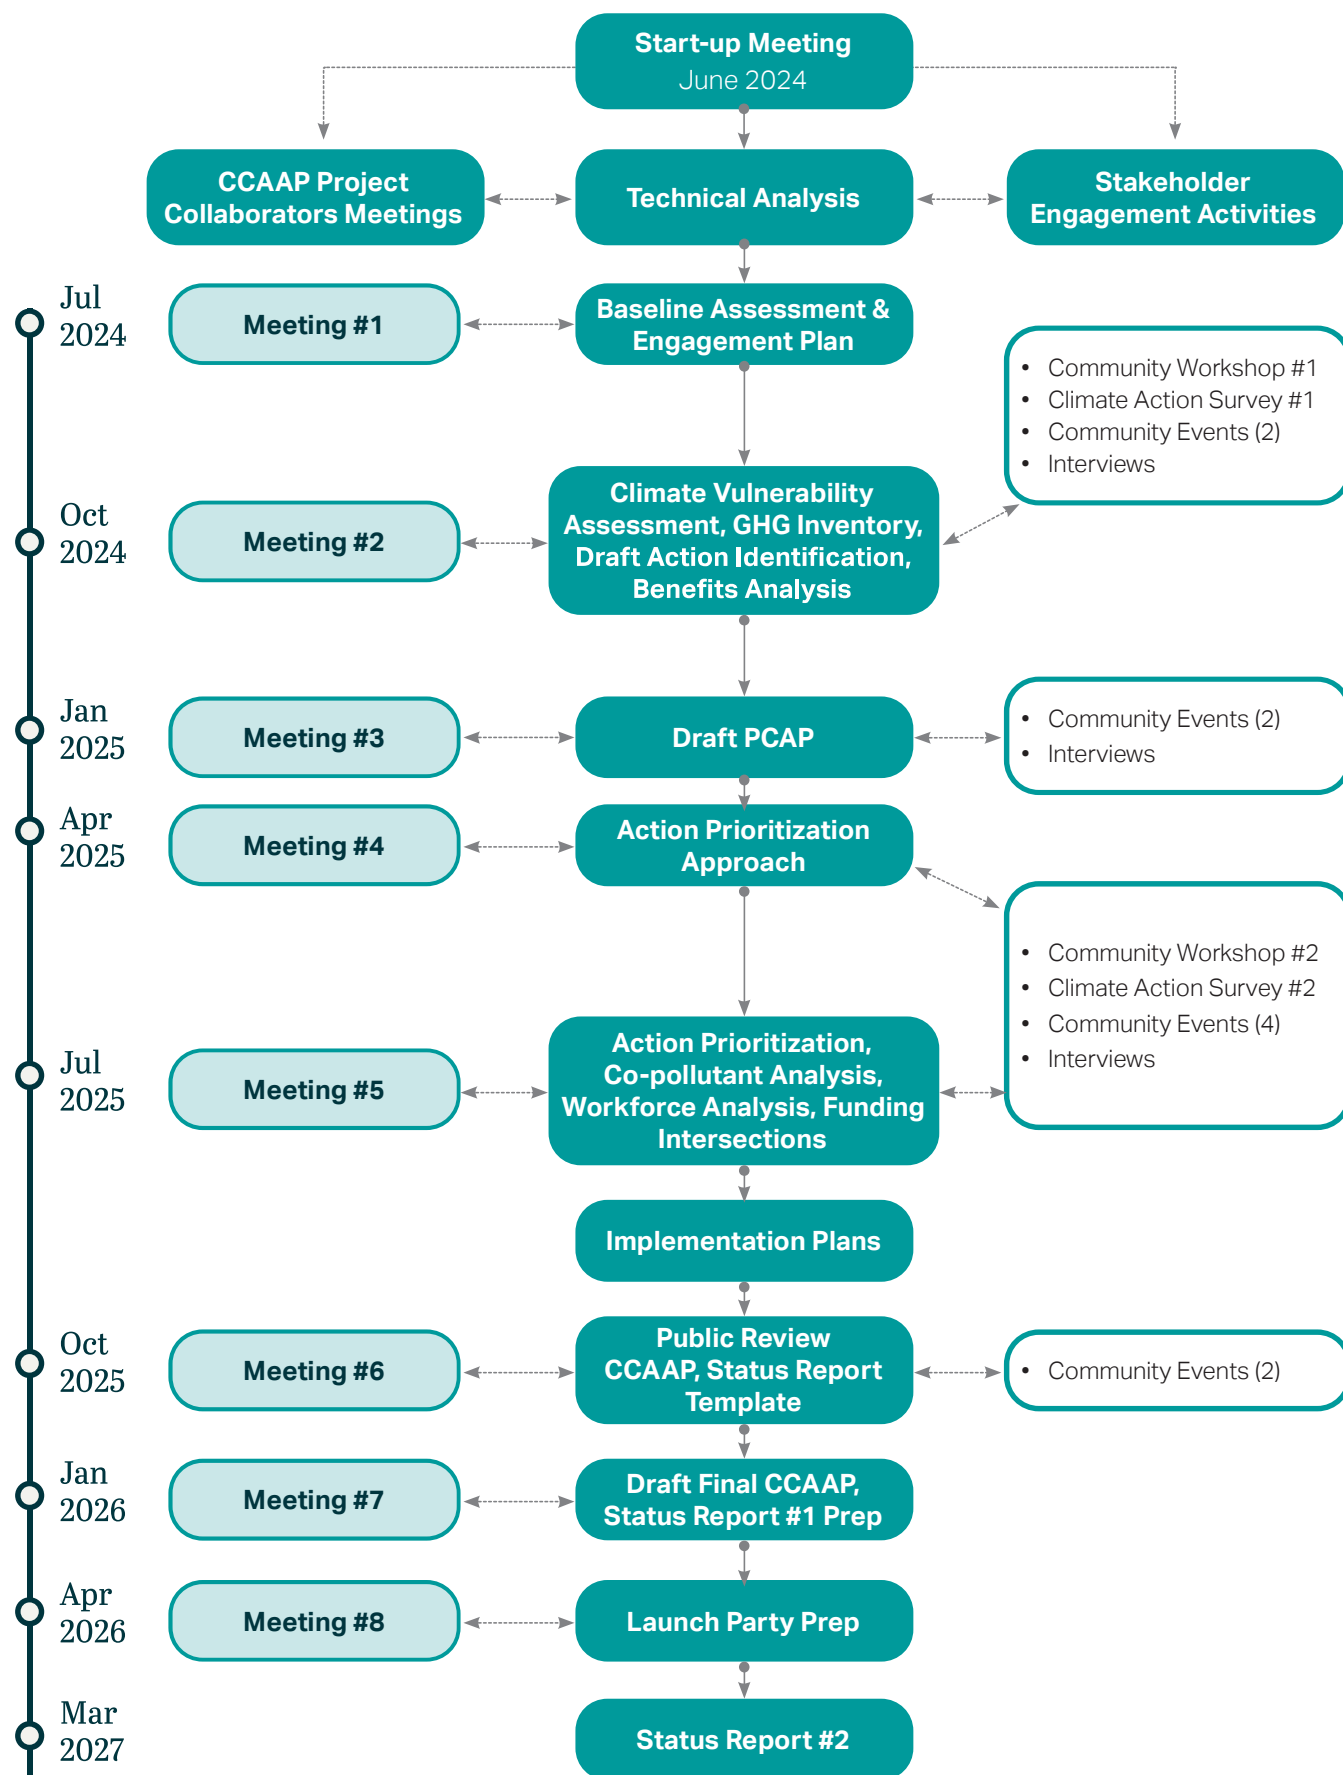 Start-up Meeting
June 2024
CCAAP Project
Collaborators Meetings
Technical Analysis
Stakeholder
Engagement Activities
Jul
2024
Meeting #1
Baseline Assessment &
Engagement Plan
• Community Workshop #1
• Climate Action Survey #1
• Community Events (2)
• Interviews
Oct
2024
Meeting #2
Climate Vulnerability
Assessment, GHG Inventory,
Draft Action Identification,
Benefits Analysis
Jan
2025
Meeting #3
Draft PCAP
• Community Events (2)
• Interviews
Apr
2025
Meeting #4
Action Prioritization
Approach
• Community Workshop #2
• Climate Action Survey #2
• Community Events (4)
• Interviews
Jul
2025
Meeting #5
Action Prioritization,
Co-pollutant Analysis,
Workforce Analysis, Funding
Intersections
Implementation Plans
Oct
2025
Meeting #6
Public Review
CCAAP, Status Report
Template
• Community Events (2)
Jan
2026
Meeting #7
Draft Final CCAAP,
Status Report #1 Prep
Apr
2026
Meeting #8
Launch Party Prep
Mar
2027
Status Report #2